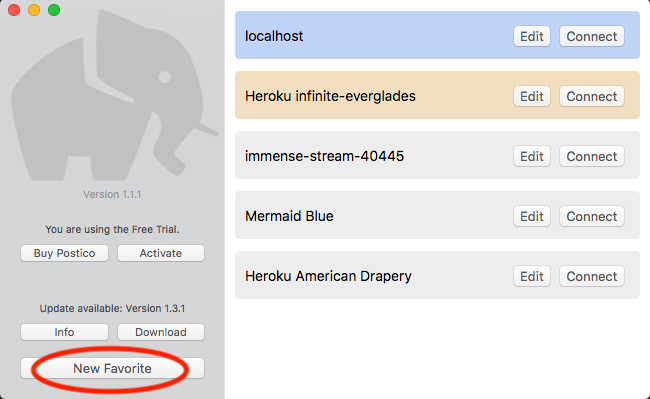 Version 1.1.1
You are using the Free Trial.
Buy Postico Activate
Update available: Version 1.3.1
Info Download
New Favorite
localhost Edit Connect
Heroku infinite-everglades Edit Connect
immense-stream-40445 Edit Connect
Mermaid Blue Edit Connect
Heroku American Drapery Edit Connect